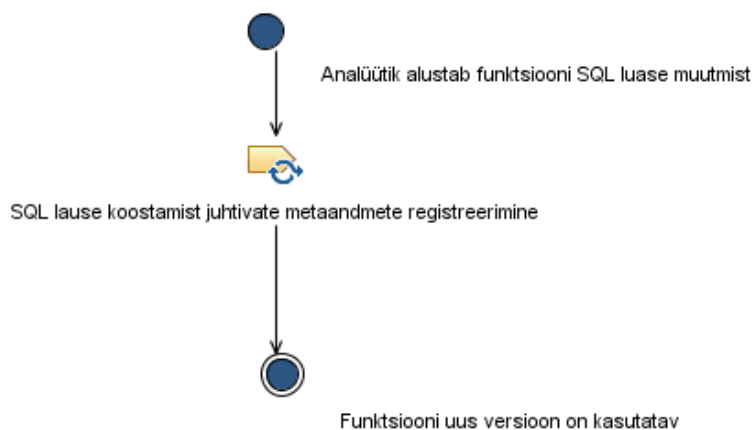 Analüütik alustab funktsiooni SQL luase muutmist
SQL lause koostamist juhtivate metaandmete registreerimine
Funktsiooni uus versioon on kasutatav